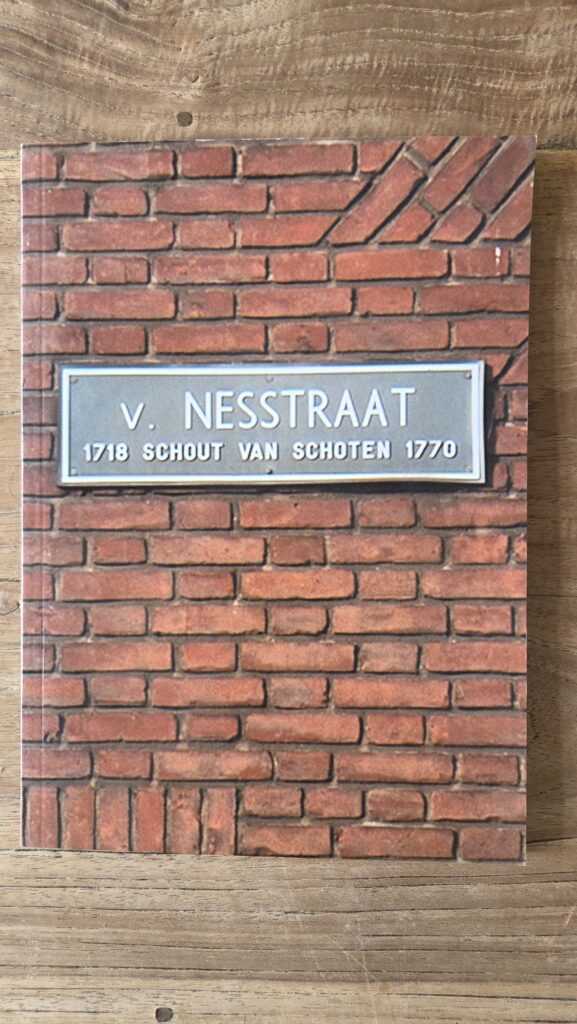 v. NESSTRAAT
1718 SCHOUT VAN SCHOTEN 1770